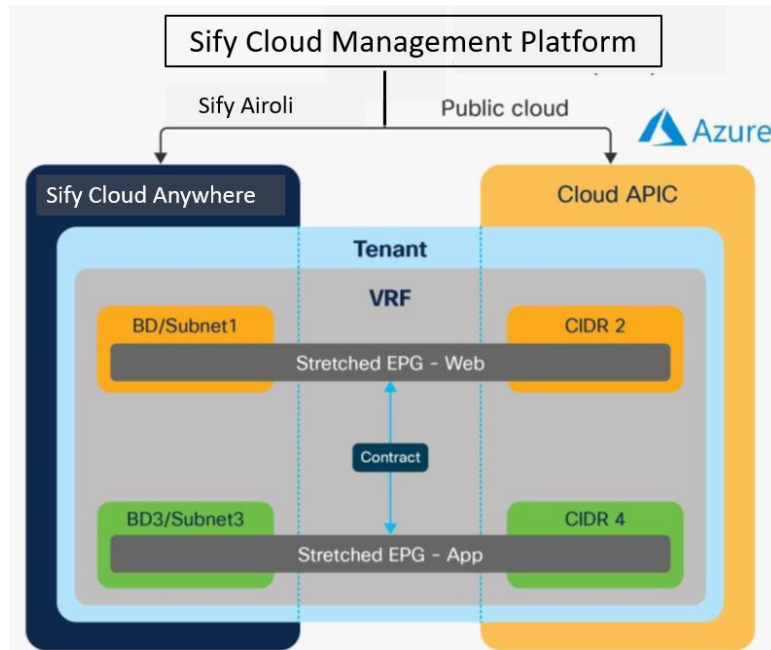 Sify Cloud Management Platform
Sify Airoli
Public cloud
Azure
Sify Cloud Anywhere
Cloud APIC
Tenant
VRF
BD/Subnet1
CIDR 2
Stretched EPG - Web
Contract
BD3/Subnet3
CIDR 4
Stretched EPG - App